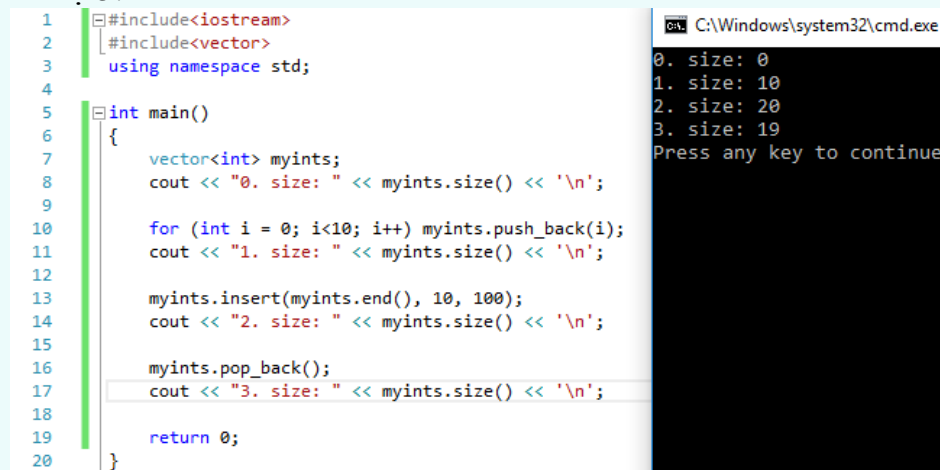 1 #include<iostream>
2 #include<vector>
3 using namespace std;
4
5 int main()
6 {
7 vector<int> myints;
8 cout << "0. size: " << myints.size() << '\n';
9
10 for (int i = 0; i<10; i++) myints.push_back(i);
11 cout << "1. size: " << myints.size() << '\n';
12
13 myints.insert(myints.end(), 10, 100);
14 cout << "2. size: " << myints.size() << '\n';
15
16 myints.pop_back();
17 cout << "3. size: " << myints.size() << '\n';
18
19 return 0;
20 }
C:\Windows\system32\cmd.exe
0. size: 0
1. size: 10
2. size: 20
3. size: 19
Press any key to continue